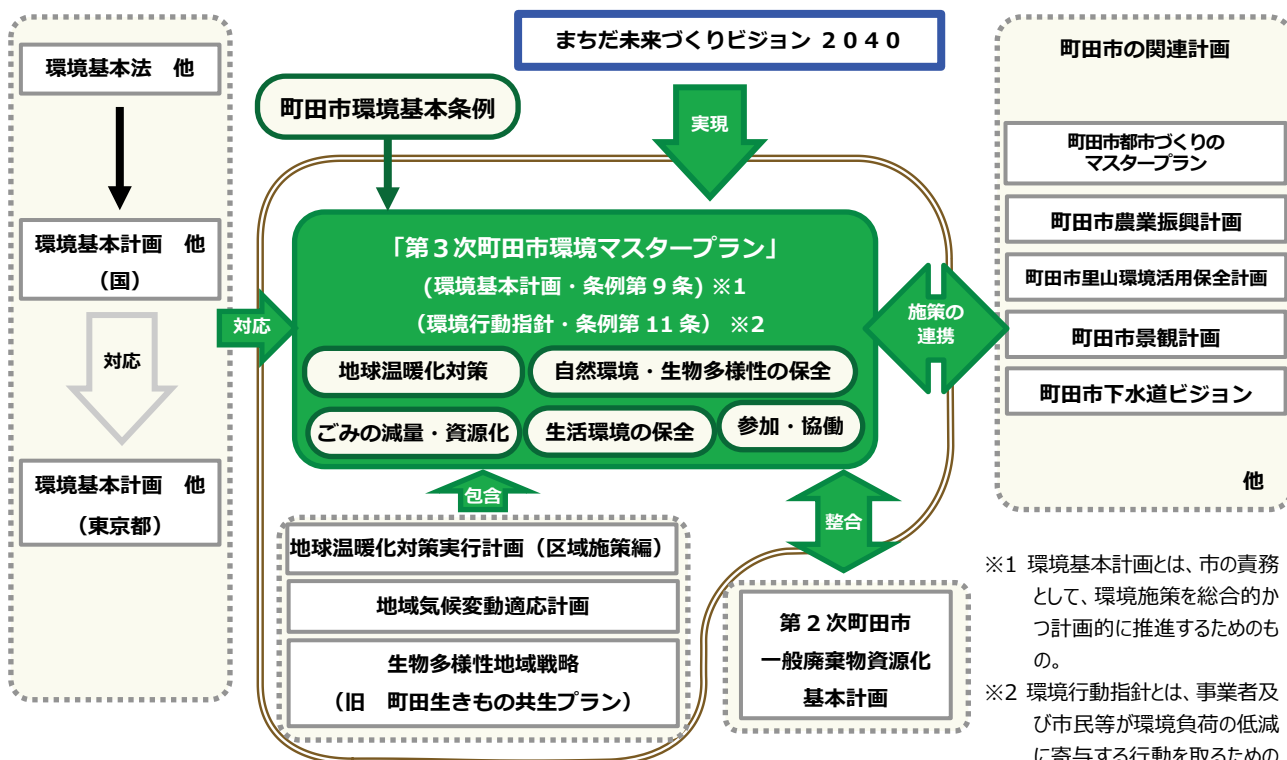 まちだ未来づくりビジョン ２０４０
環境基本法　他
町田市環境基本条例
実現
環境基本計画　他
（国）
対応
環境基本計画　他
（東京都）
対応
「第３次町田市環境マスタープラン」
(環境基本計画・条例第 9 条) ※1
（環境行動指針・条例第 11 条） ※2
地球温暖化対策
自然環境・生物多様性の保全
ごみの減量・資源化
生活環境の保全
参加・協働
施策の
連携
町田市の関連計画
町田市都市づくりの
マスタープラン
町田市農業振興計画
町田市里山環境活用保全計画
町田市景観計画
町田市下水道ビジョン
他
包含
地球温暖化対策実行計画（区域施策編）
地域気候変動適応計画
生物多様性地域戦略
（旧　町田生きもの共生プラン）
整合
第２次町田市
一般廃棄物資源化
基本計画
※1 環境基本計画とは、市の責務
として、環境施策を総合的か
つ計画的に推進するためのも
の。
※2 環境行動指針とは、事業者及
び市民等が環境負荷の低減
に寄与する行動を取るための